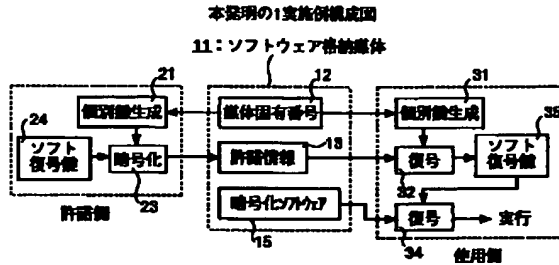 本発明の1実施例構成図
11：ソフトウェア格納媒体
21
個別鍵生成
24
ソフト
復号鍵
暗号化
23
許諾側
12
媒体固有番号
13
許諾情報
暗号化ソフトウェア
15
31
個別鍵生成
35
復号
32
ソフト
復号鍵
復号
34
実行
使用側